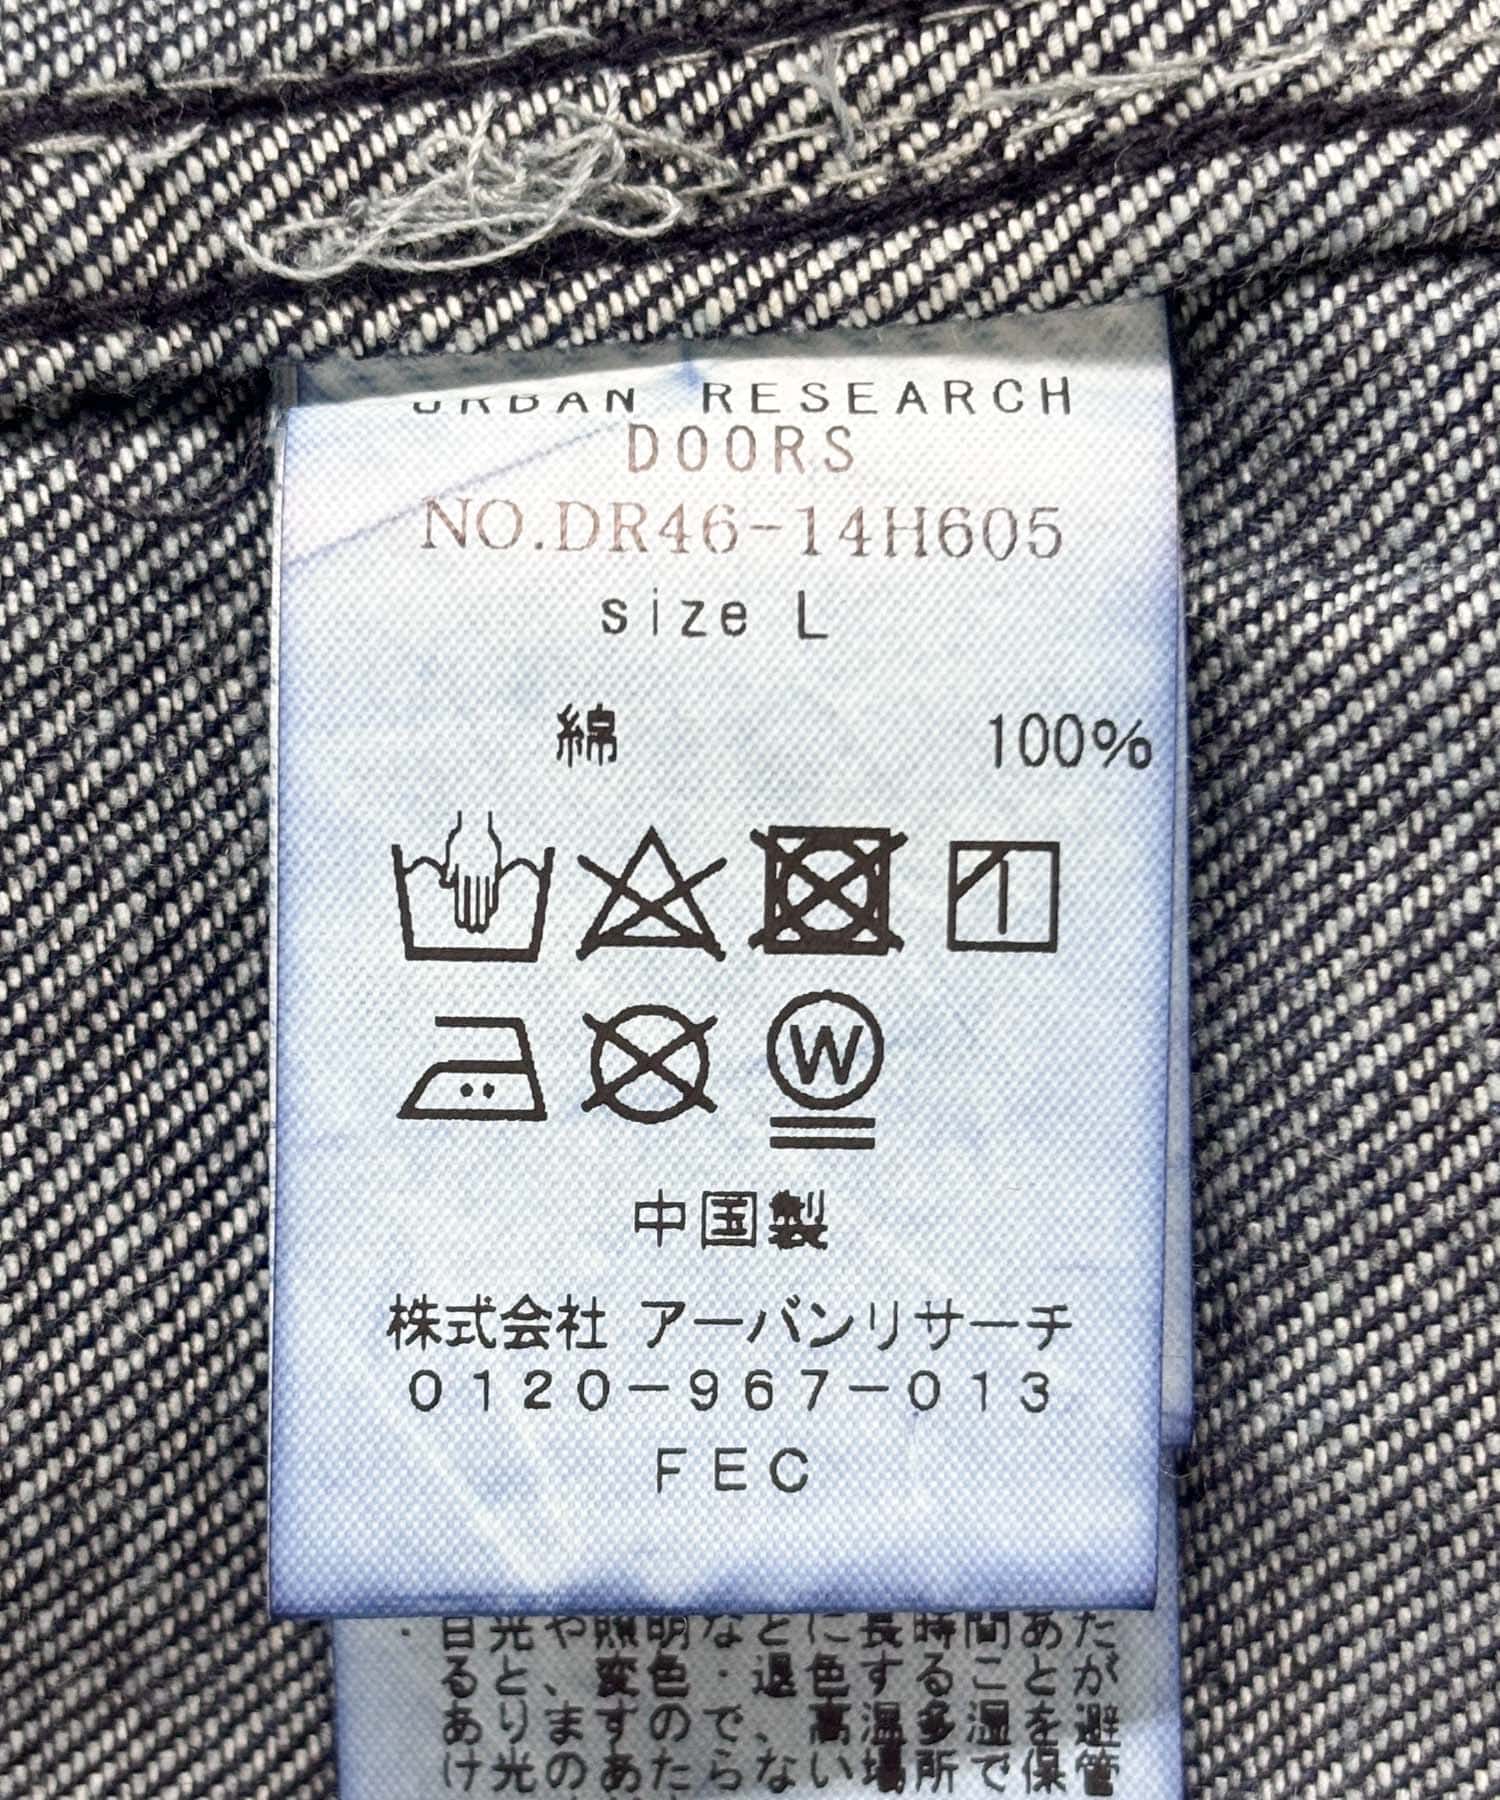 URBAN RESEARCH
DOORS
NO.DR46-14H605
size L
綿 100%
W
中国製
株式会社 アーバンリサーチ
0120-967-013
FEC
・日光や照明などに長時間あた
ると、変色・退色することが
あります。ので、高温多湿を避
け光のあたらない場所で保管